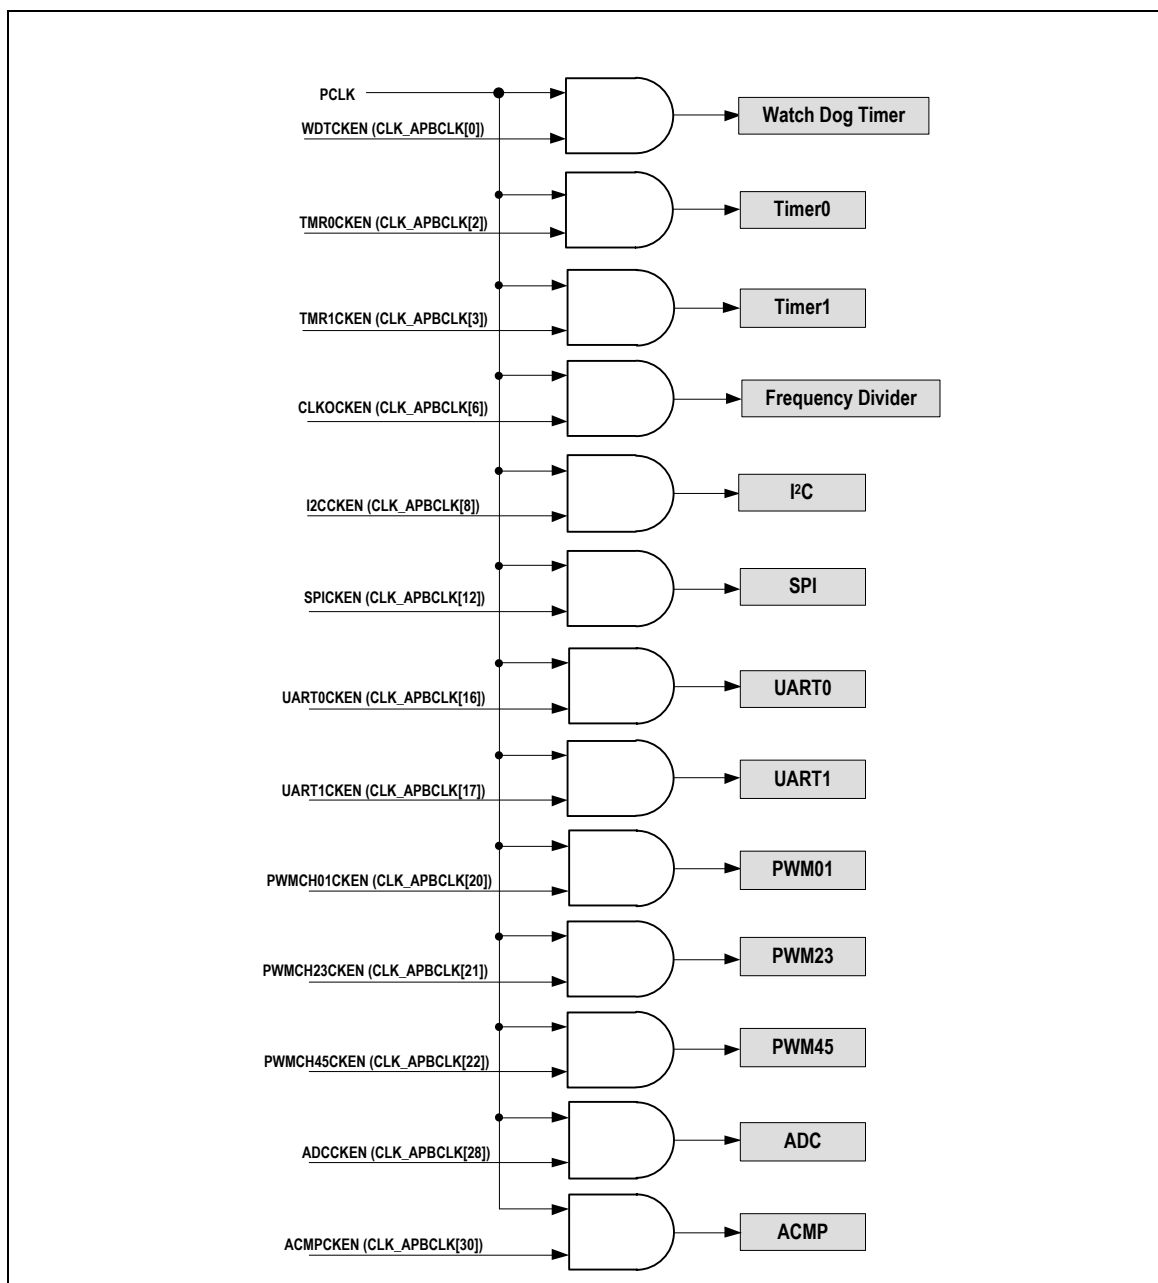 PCLK
WDTCKEN (CLK_APBCLK[0])
Watch Dog Timer
TMR0CKEN (CLK_APBCLK[2])
Timer0
TMR1CKEN (CLK_APBCLK[3])
Timer1
CLKOCKEN (CLK_APBCLK[6])
Frequency Divider
I2CCKEN (CLK_APBCLK[8])
I²C
SPICKEN (CLK_APBCLK[12])
SPI
UART0CKEN (CLK_APBCLK[16])
UART0
UART1CKEN (CLK_APBCLK[17])
UART1
PWMCH01CKEN (CLK_APBCLK[20])
PWM01
PWMCH23CKEN (CLK_APBCLK[21])
PWM23
PWMCH45CKEN (CLK_APBCLK[22])
PWM45
ADCCKEN (CLK_APBCLK[28])
ADC
ACMPCKEN (CLK_APBCLK[30])
ACMP